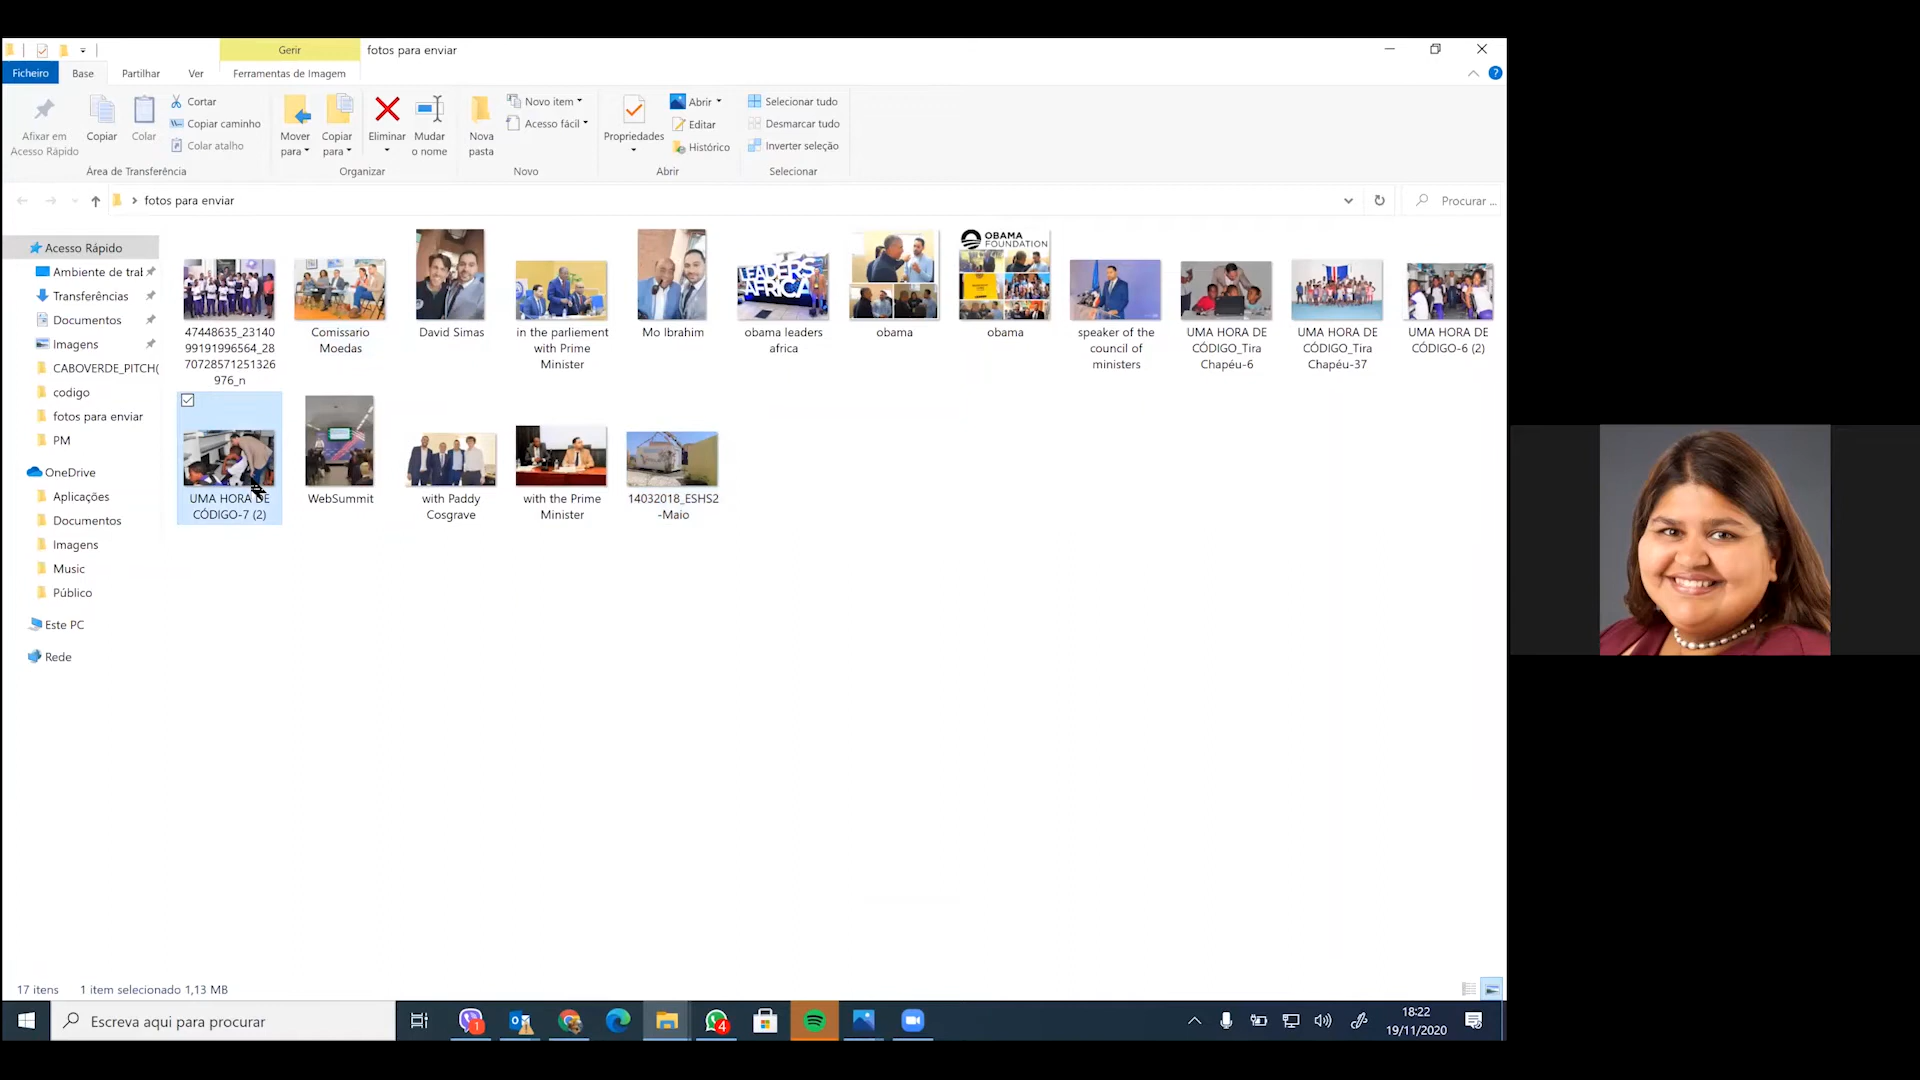 Gerir
fotos para enviar
Ficheiro
Base
Partilhar
Ver
Ferramentas de Imagem
Afixar em
Acesso Rápido
Copiar
Colar
Cortar
Copiar caminho
Colar atalho
Mover
para
Copiar
para
Eliminar
Mudar
o nome
Nova
pasta
Novo item
Acesso fácil
Propriedades
Abrir
Editar
Histórico
Selecionar tudo
Desmarcar tudo
Inverter seleção
Área de Transferência
Organizar
Novo
Abrir
Selecionar
fotos para enviar
Procurar ...
Acesso Rápido
Ambiente de tral
Transferências
Documentos
Imagens
CABOVERDE_PITCH(
codigo
fotos para enviar
PM
OneDrive
Aplicações
Documentos
Imagens
Music
Público
Este PC
Rede
47448635_23140
99191996564_28
70728571251326
976_n
Comissario
Moedas
David Simas
in the parliement
with Prime
Minister
Mo Ibrahim
LEADERS
AFRICA
obama leaders
africa
obama
OBAMA
FOUNDATION
obama
speaker of the
council of
ministers
UMA HORA DE
CÓDIGO_Tira
Chapéu-6
UMA HORA DE
CÓDIGO_Tira
Chapéu-37
UMA HORA DE
CÓDIGO-6 (2)
UMA HORA DE
CÓDIGO-7 (2)
WebSummit
with Paddy
Cosgrave
with the Prime
Minister
14032018_ESHS2
-Maio
17 itens
1 item selecionado 1,13 MB
Escreva aqui para procurar
1
4
18:22
19/11/2020